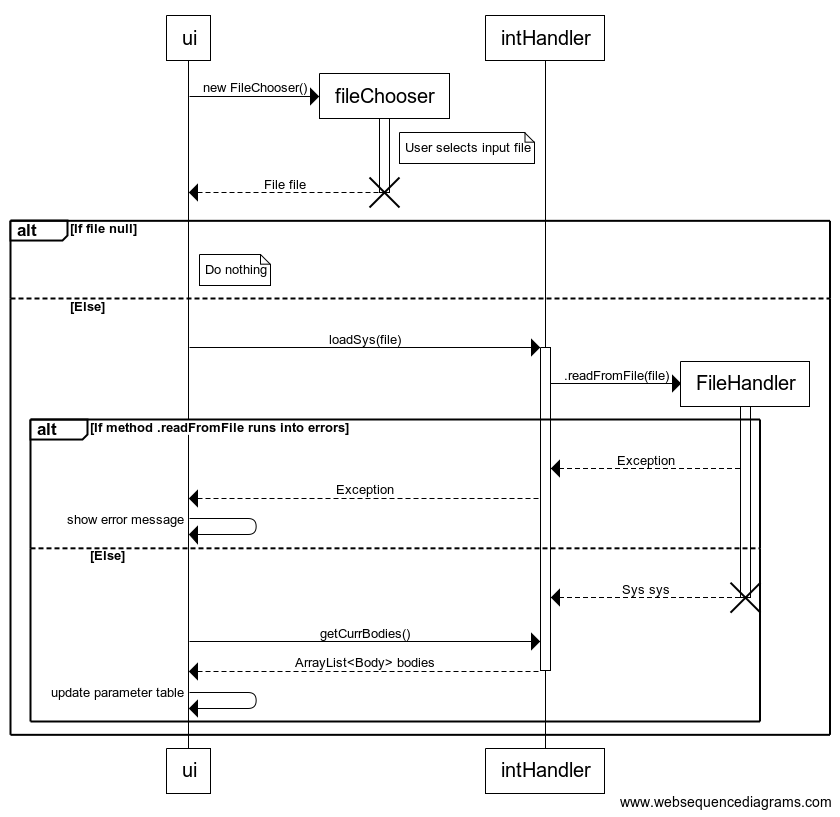 ui
intHandler
new FileChooser()
fileChooser
User selects input file
File file
alt
[If file null]
Do nothing
[Else]
loadSys(file)
.readFromFile(file)
FileHandler
alt
[If method .readFromFile runs into errors]
Exception
Exception
show error message
[Else]
Sys sys
getCurrBodies()
ArrayList<Body> bodies
update parameter table
ui
intHandler
www.websequencediagrams.com